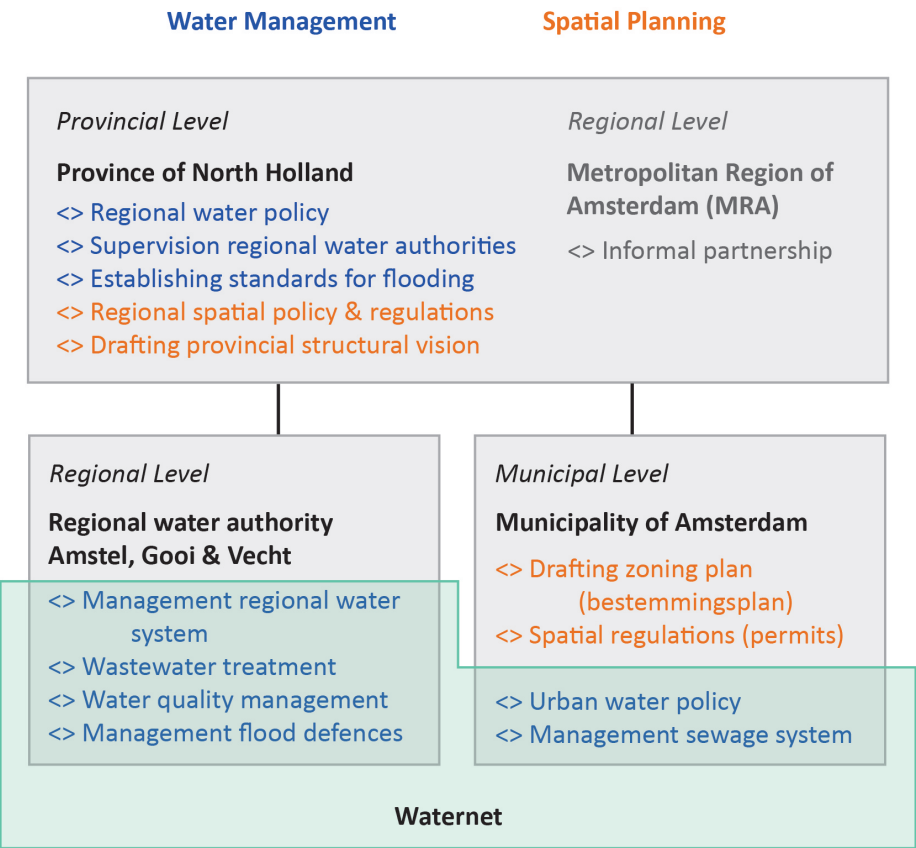 Water Management
Spatial Planning
Provincial Level
Province of North Holland
<> Regional water policy
<> Supervision regional water authorities
<> Establishing standards for flooding
<> Regional spatial policy & regulations
<> Drafting provincial structural vision
Regional Level
Metropolitan Region of
Amsterdam (MRA)
<> Informal partnership
Regional Level
Regional water authority
Amstel, Gooi & Vecht
<> Management regional water
system
<> Wastewater treatment
<> Water quality management
<> Management flood defences
Municipal Level
Municipality of Amsterdam
<> Drafting zoning plan
(bestemmingsplan)
<> Spatial regulations (permits)
<> Urban water policy
<> Management sewage system
Waternet